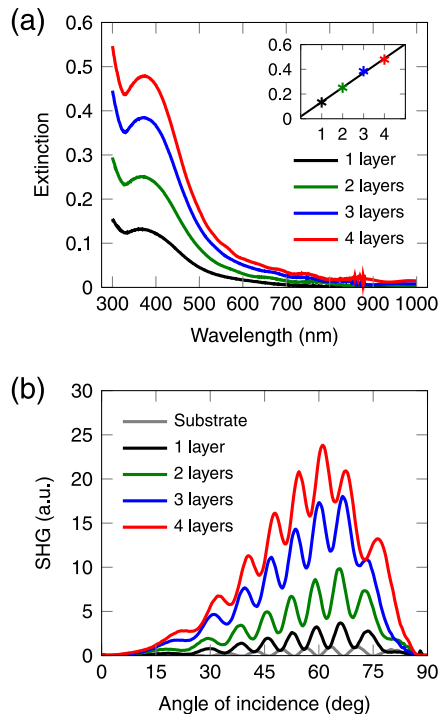 (a)
0.6
0.5
0.4
0.3
0.2
0.1
0
Extinction
300 400 500 600 700 800 900 1000
Wavelength (nm)
0.6
0.4
0.2
0
1 2 3 4
1 layer
2 layers
3 layers
4 layers
(b)
30
25
20
15
10
5
0
SHG (a.u.)
0 15 30 45 60 75 90
Angle of incidence (deg)
Substrate
1 layer
2 layers
3 layers
4 layers